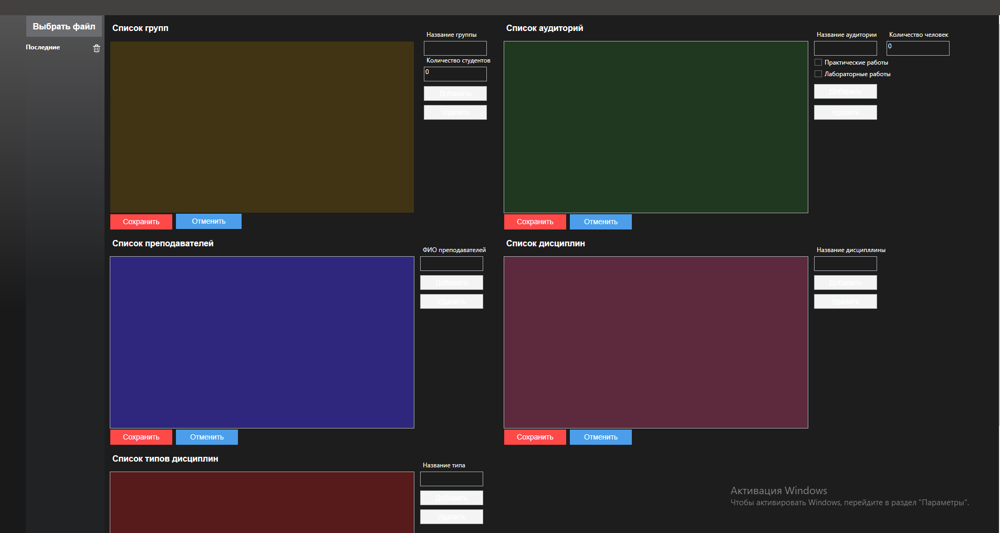 Выбрать файл
Последние
Список групп
Название группы
Количество студентов
0
Добавить
Удалить
Сохранить
Отменить
Список аудиторий
Название аудитории
Количество человек
0
Практические работы
Лабораторные работы
Добавить
Удалить
Сохранить
Отменить
Список преподавателей
ФИО преподавателей
Добавить
Удалить
Сохранить
Отменить
Список дисциплин
Название дисципллины
Добавить
Удалить
Сохранить
Отменить
Список типов дисциплин
Название типа
Добавить
Удалить
Активация Windows
Чтобы активировать Windows, перейдите в раздел "Параметры".